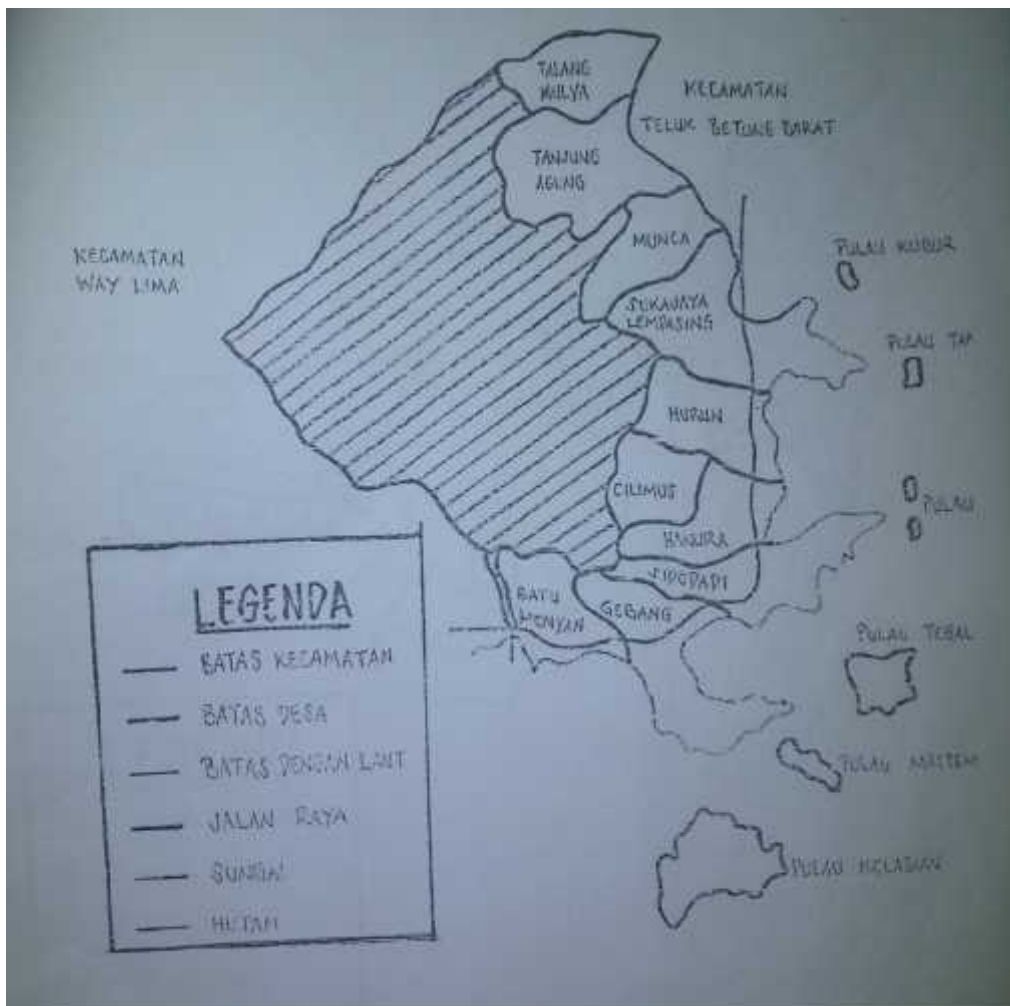 TALANG
MULYA
KECAMATAN
TELUK BETUNG BARAT
TANJUNG
AGUNG
MUNCA
KECAMATAN
WAY LIMA
PULAU KUBUR
SUKAJAYA
LEMPASING
PULAU
HURUN
CILIMUS
PULAU
HANURA
SIDODADI
BATU
MENYAN
GEBANG
PULAU TEGAL
PULAU MAITEM
PULAU KELAGIAN
LEGENDA
BATAS KECAMATAN
BATAS DESA
BATAS DENGAN LAUT
JALAN RAYA
SUNGAI
HUTAN